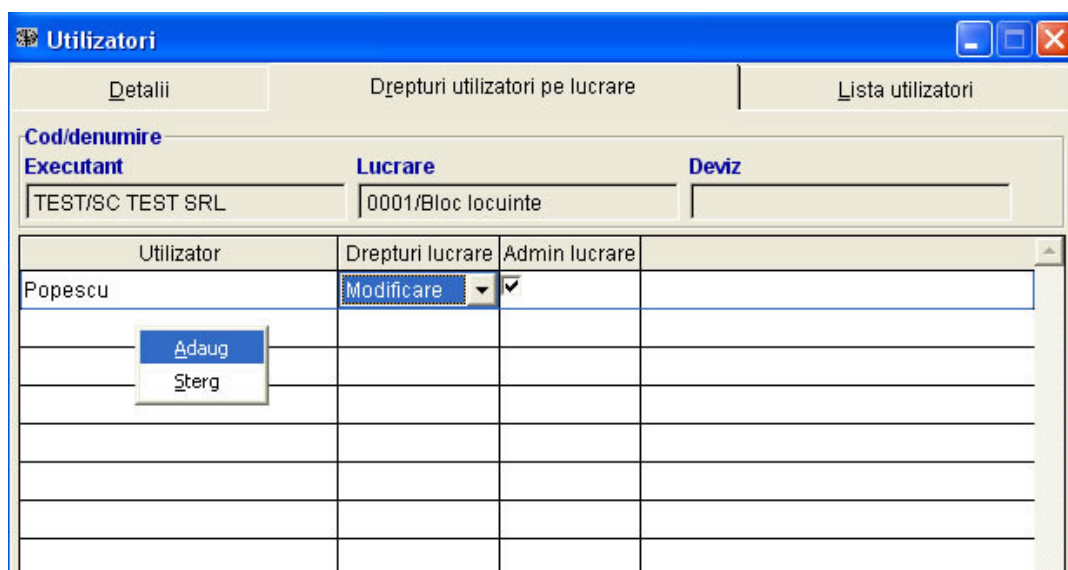 Utilizatori
Detalii Drepturi utilizatori pe lucrare Lista utilizatori
Cod/denumire
Executant Lucrare Deviz
TEST/SC TEST SRL 0001/Bloc locuinte
Utilizator Drepturi lucrare Admin lucrare
Popescu Modificare
Adaug
Sterg